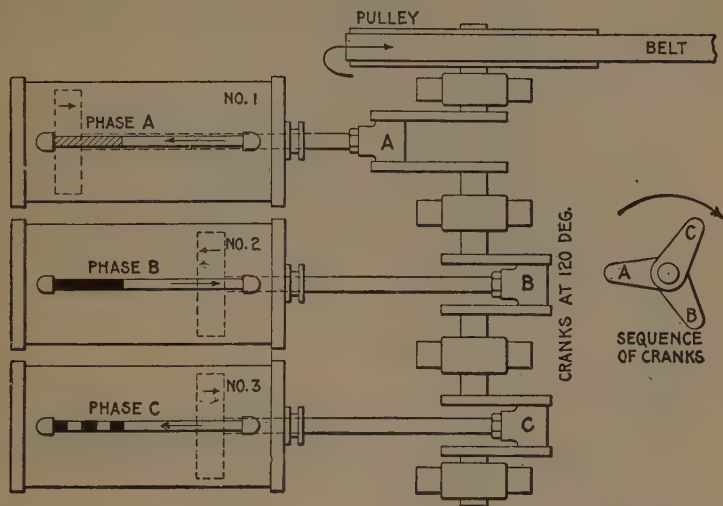 PULLEY
BELT
NO. 1
PHASE A
A
NO. 2
PHASE B
B
NO. 3
PHASE C
C
CRANKS AT 120 DEG.
A
C
B
SEQUENCE
OF CRANKS